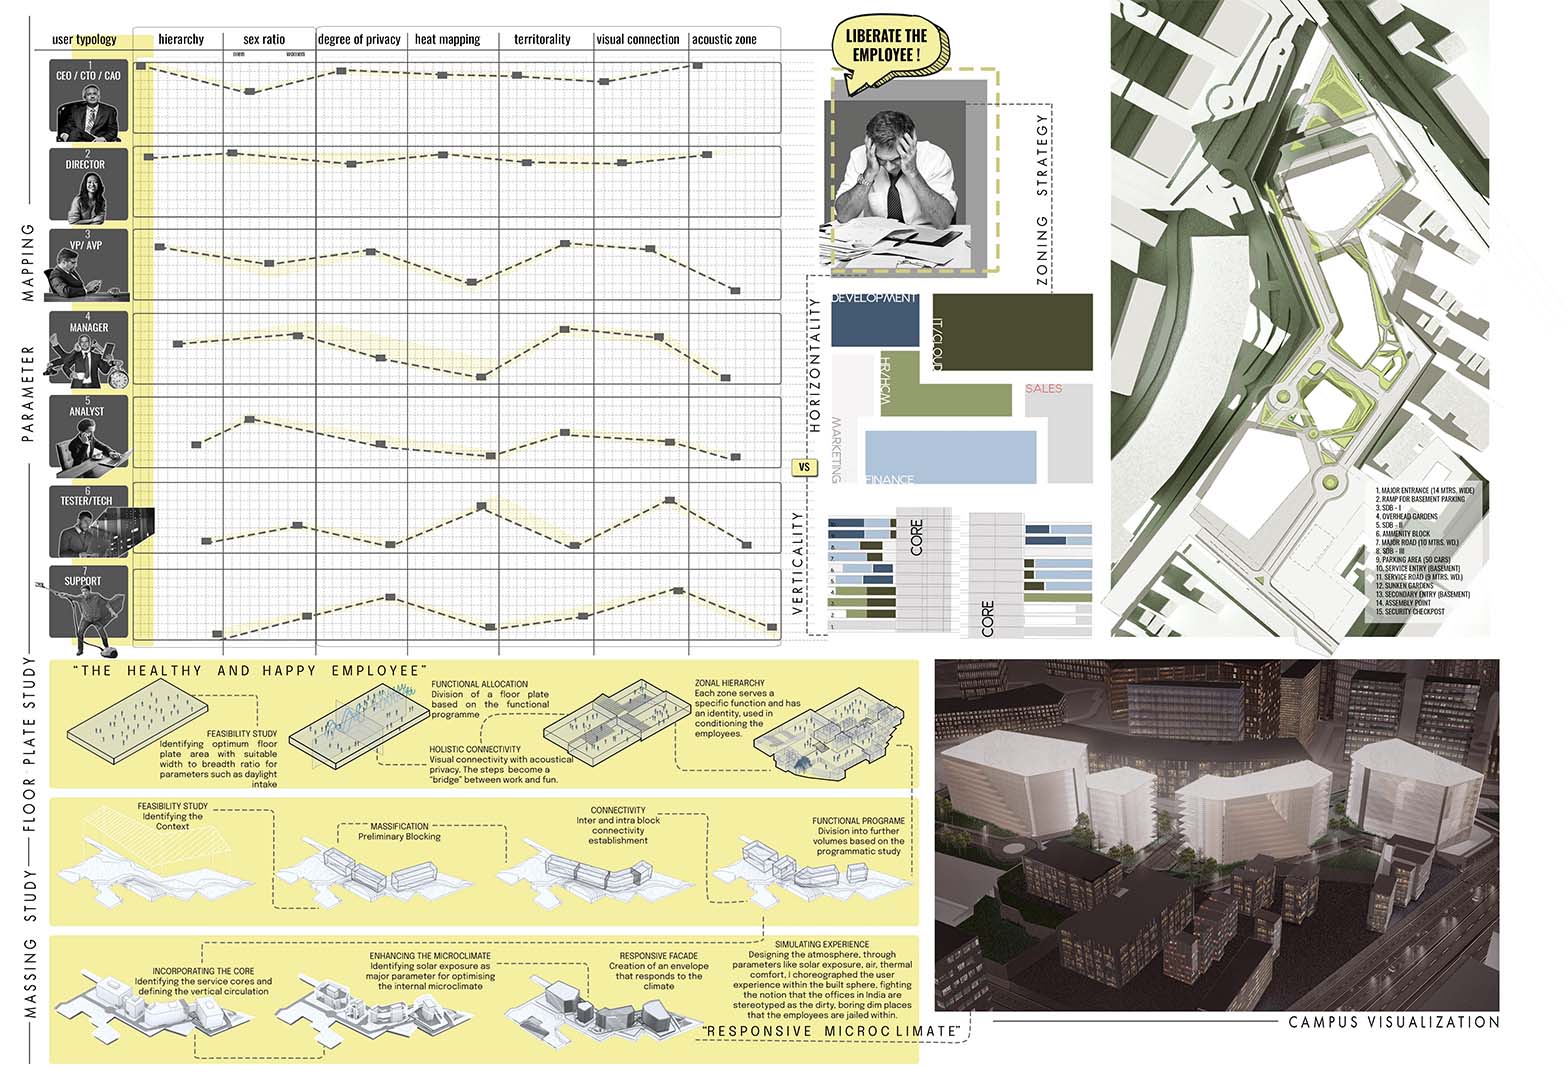 user typology
hierarchy
sex ratio
men
women
degree of privacy
heat mapping
territorality
visual connection
acoustic zone
1
CEO / CTO / CAO
2
DIRECTOR
3
VP/ AVP
4
MANAGER
5
ANALYST
6
TESTER/TECH
7
SUPPORT
MAPPING
PARAMETER
LIBERATE THE
EMPLOYEE !
ZONING STRATEGY
HORIZONTALITY
VS
VERTICALITY
DEVELOPMENT
IT/CLOUD
HR/HCM
SALES
MARKETING
FINANCE
CORE
CORE
1. MAJOR ENTRANCE (14 MTRS. WIDE)
2. RAMP FOR BASEMENT PARKING
3. SDB - I
4. OVERHEAD GARDENS
5. SDB - II
6. AMMENITY BLOCK
7. MAJOR ROAD (10 MTRS. WD.)
8. SDB - III
9. PARKING AREA (50 CARS)
10. SERVICE ENTRY (BASEMENT)
11. SERVICE ROAD (9 MTRS. WD.)
12. SUNKEN GARDENS
13. SECONDARY ENTRY (BASEMENT)
14. ASSEMBLY POINT
15. SECURITY CHECKPOST
FLOOR PLATE STUDY
MASSING STUDY
"THE HEALTHY AND HAPPY EMPLOYEE"
FEASIBILITY STUDY
Identifying optimum floor
plate area with suitable
width to breadth ratio for
parameters such as daylight
intake
FUNCTIONAL ALLOCATION
Division of a floor plate
based on the functional
programme
HOLISTIC CONNECTIVITY
Visual connectivity with acoustical
privacy. The steps become a
"bridge" between work and fun.
ZONAL HIERARCHY
Each zone serves a
specific function and has
an identity, used in
conditioning the
employees.
FEASIBILITY STUDY
Identifying the
Context
MASSIFICATION
Preliminary Blocking
CONNECTIVITY
Inter and intra block
connectivity
establishment
FUNCTIONAL PROGRAME
Division into further
volumes based on the
programmatic study
INCORPORATING THE CORE
Identifying the service cores and
defining the vertical circulation
ENHANCING THE MICROCLIMATE
Identifying solar exposure as
major parameter for optimising
the internal microclimate
RESPONSIVE FACADE
Creation of an envelope
that responds to the
climate
SIMULATING EXPERIENCE
Designing the atmosphere, through
parameters like solar exposure, air, thermal
comfort, I choreographed the user
experience within the built sphere, fighting
the notion that the offices in India are
stereotyped as the dirty, boring dim places
that the employees are jailed within.
"RESPONSIVE MICROCLIMATE"
CAMPUS VISUALIZATION